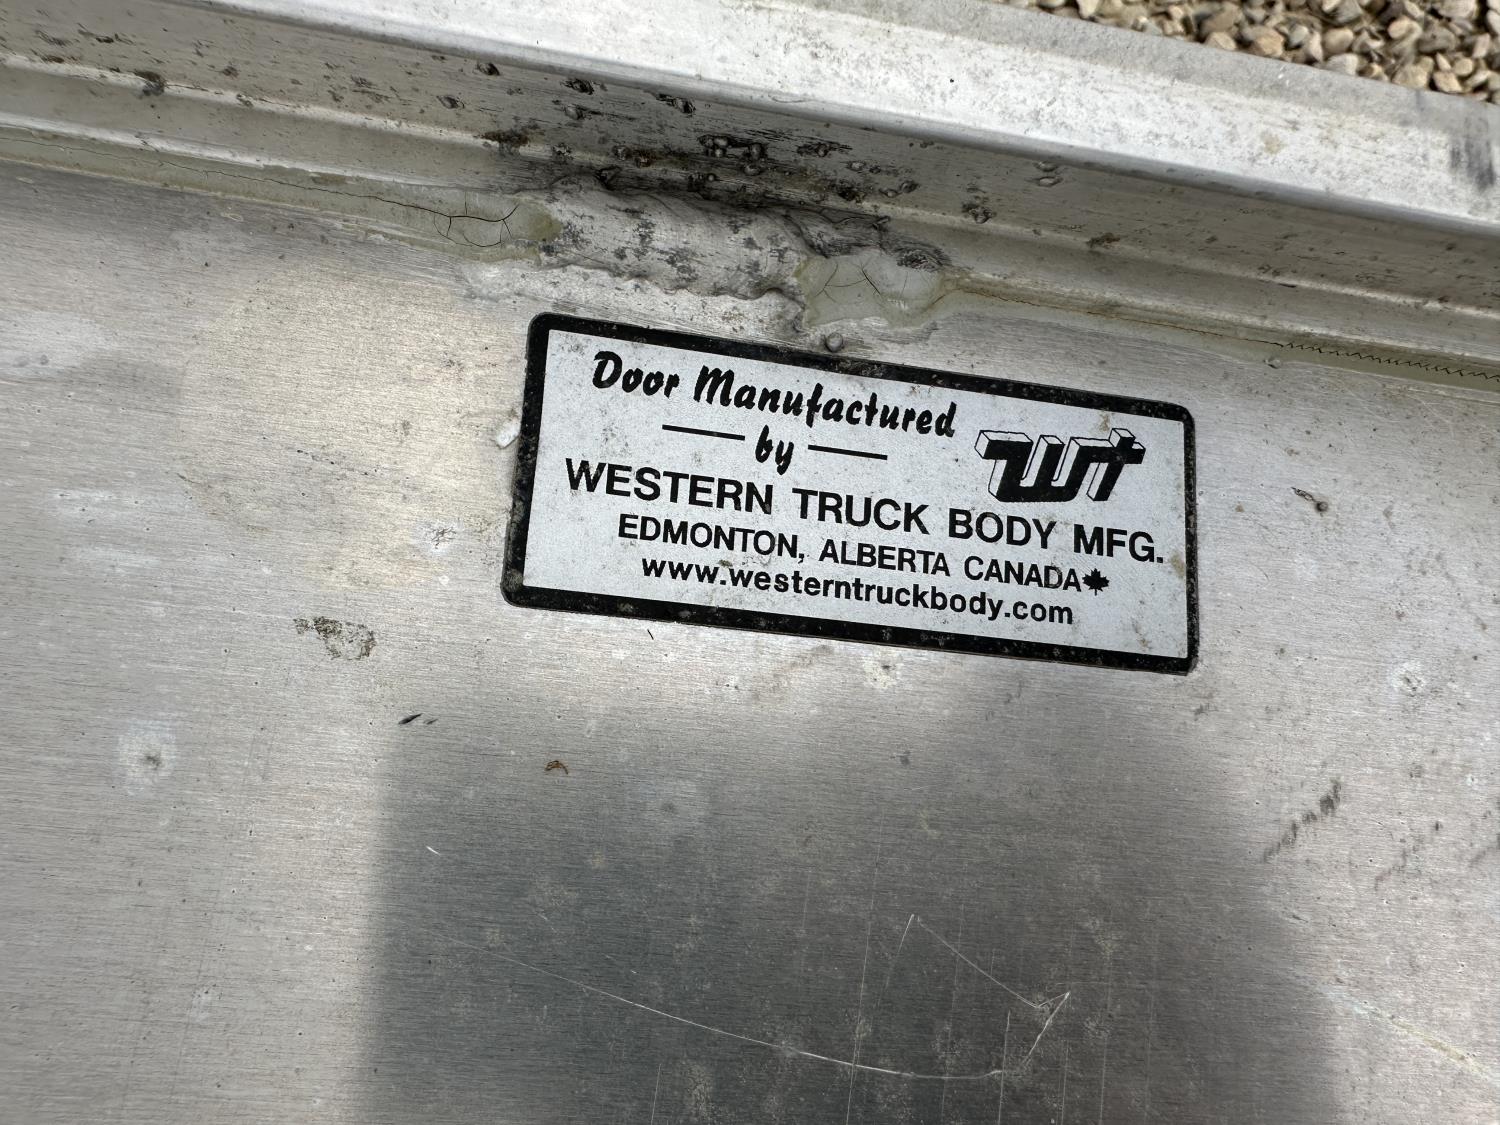 Door Manufactured
by
wt
WESTERN TRUCK BODY MFG.
EDMONTON, ALBERTA CANADA
www.westerntruckbody.com